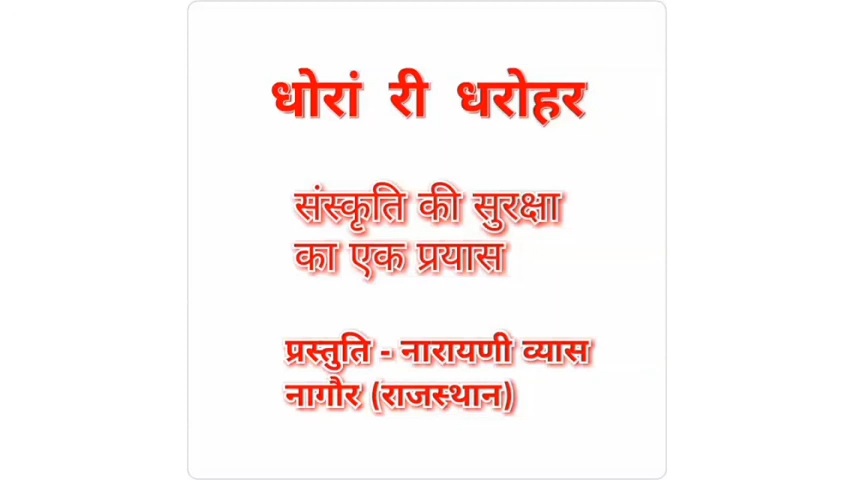 धोरां री धरोहर
संस्कृति की सुरक्षा
का एक प्रयास
प्रस्तुति - नारायणी व्यास
नागौर (राजस्थान)